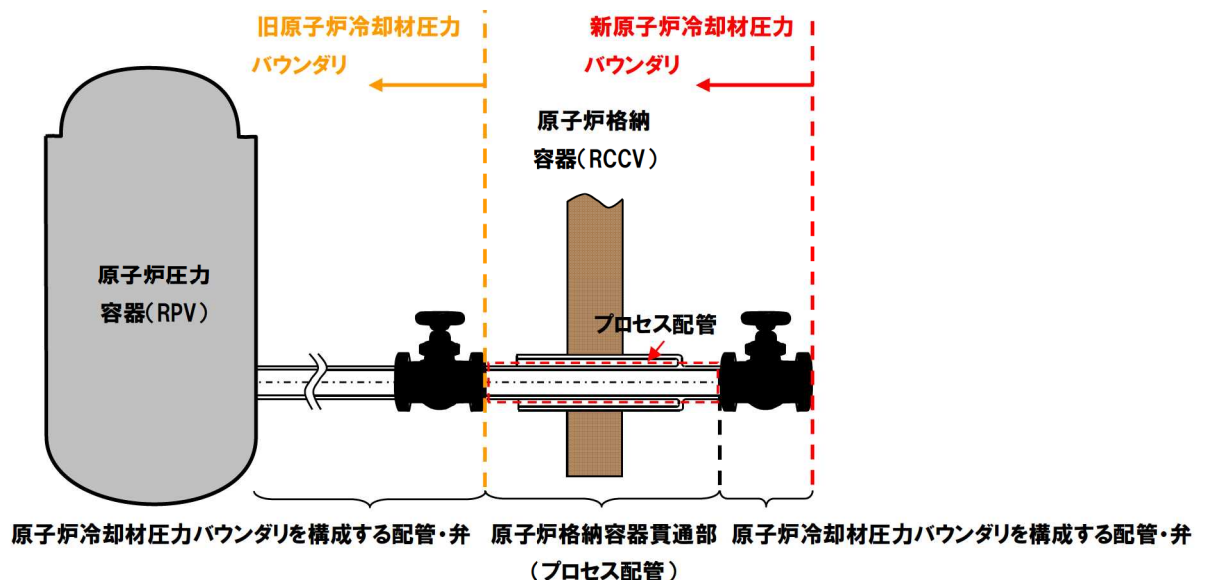 旧原子炉冷却材圧力
バウンダリ
新原子炉冷却材圧力
バウンダリ
原子炉格納
容器(RCCV)
原子炉圧力
容器(RPV)
プロセス配管
原子炉冷却材圧力バウンダリを構成する配管・弁
原子炉格納容器貫通部
(プロセス配管)
原子炉冷却材圧力バウンダリを構成する配管・弁